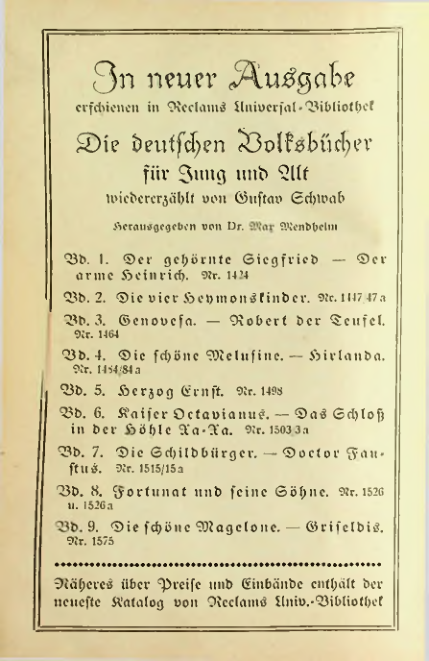 In neuer Ausgabe
erschienen in Reclams Universal-Bibliothek
Die deutschen Volksbücher
für Jung und Alt
wiedererzählt von Gustav Schwab
Herausgegeben von Dr. Max Mendheim
Bd. 1. Der gehörnte Siegfried — Der
arme Heinrich. Nr. 1424
Bd. 2. Die vier Heymonskinder. Nr. 1447/47a
Bd. 3. Genovefa. — Robert der Teufel.
Nr. 1464
Bd. 4. Die schöne Melusine. — Hirlanda.
Nr. 1484/84a
Bd. 5. Herzog Ernst. Nr. 1498
Bd. 6. Kaiser Octavianus. — Das Schloß
in der Höhle Xa-Xa. Nr. 1503/3a
Bd. 7. Die Schildbürger. — Doctor Fau-
stus. Nr. 1515/15a
Bd. 8. Fortunat und seine Söhne. Nr. 1526
u. 1526a
Bd. 9. Die schöne Magelone. — Griseldis.
Nr. 1575
Näheres über Preise und Einbände enthält der
neueste Katalog von Reclams Univ.-Bibliothek